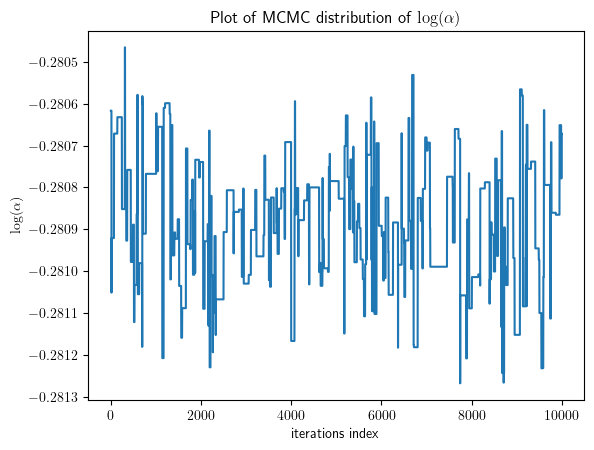 Plot of MCMC distribution of log(α)
−0.2805
−0.2806
−0.2807
−0.2808
−0.2809
−0.2810
−0.2811
−0.2812
−0.2813
log(α)
0 2000 4000 6000 8000 10000
iterations index